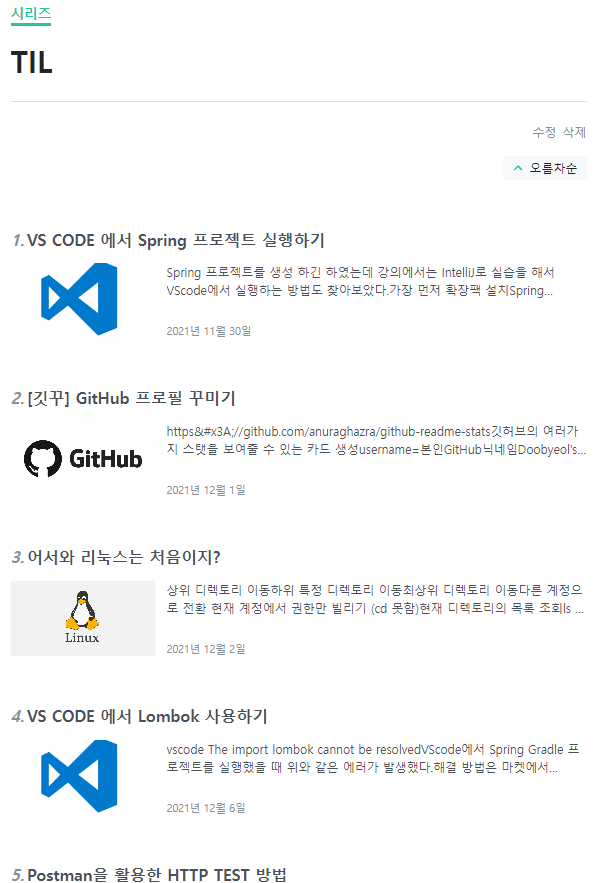 시리즈
TIL
수정 삭제
오름차순
1. VS CODE 에서 Spring 프로젝트 실행하기
Spring 프로젝트를 생성 하긴 하였는데 강의에서는 IntelliJ로 실습을 해서
VScode에서 실행하는 방법도 찾아보았다.가장 먼저 확장팩 설치Spring...
2021년 11월 30일
2. [깃꾸] GitHub 프로필 꾸미기
GitHub
https&#x3A;//github.com/anuraghazra/github-readme-stats깃허브의 여러가
지 스탯을 보여줄 수 있는 카드 생성username=본인GitHub닉네임Doobyeol's...
2021년 12월 1일
3. 어서와 리눅스는 처음이지?
Linux
상위 디렉토리 이동하위 특정 디렉토리 이동최상위 디렉토리 이동다른 계정으
로 전환 현재 계정에서 권한만 빌리기 (cd 못함)현재 디렉토리의 목록 조회ls ...
2021년 12월 2일
4. VS CODE 에서 Lombok 사용하기
vscode The import lombok cannot be resolvedVScode에서 Spring Gradle 프
로젝트를 실행했을 때 위와 같은 에러가 발생했다.해결 방법은 마켓에서...
2021년 12월 6일
5. Postman을 활용한 HTTP TEST 방법